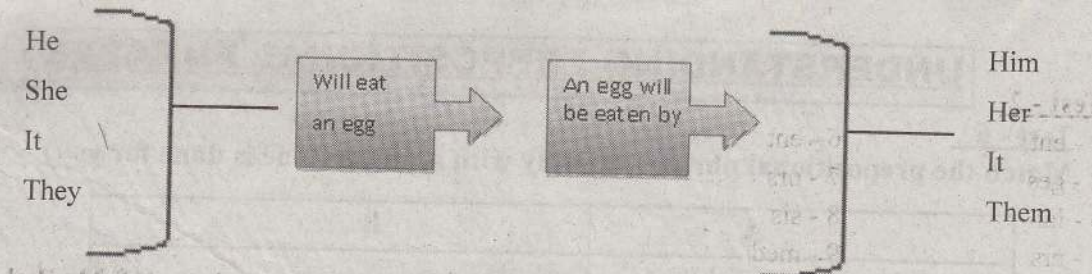 He
She
It
They
Will eat
an egg
An egg will
be eaten by
Him
Her
It
Them